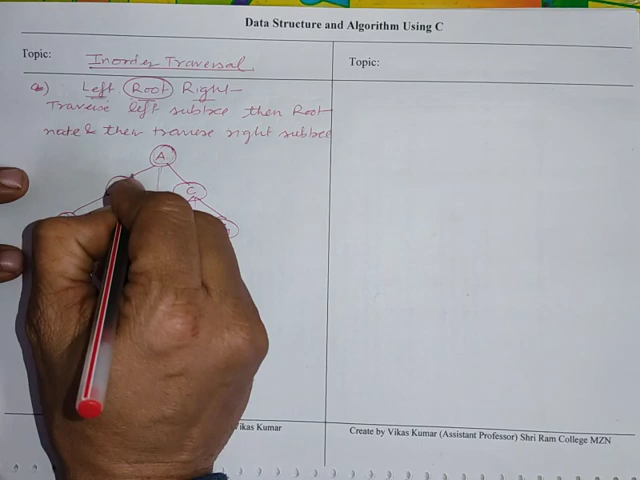 Data Structure and Algorithm Using C
Topic: Inorder Traversal
Topic:
Left Root Right
Traverse left subtree then Root
node & then traverse right subtree
A
C
Vikas Kumar
Create by Vikas Kumar (Assistant Professor) Shri Ram College MZN